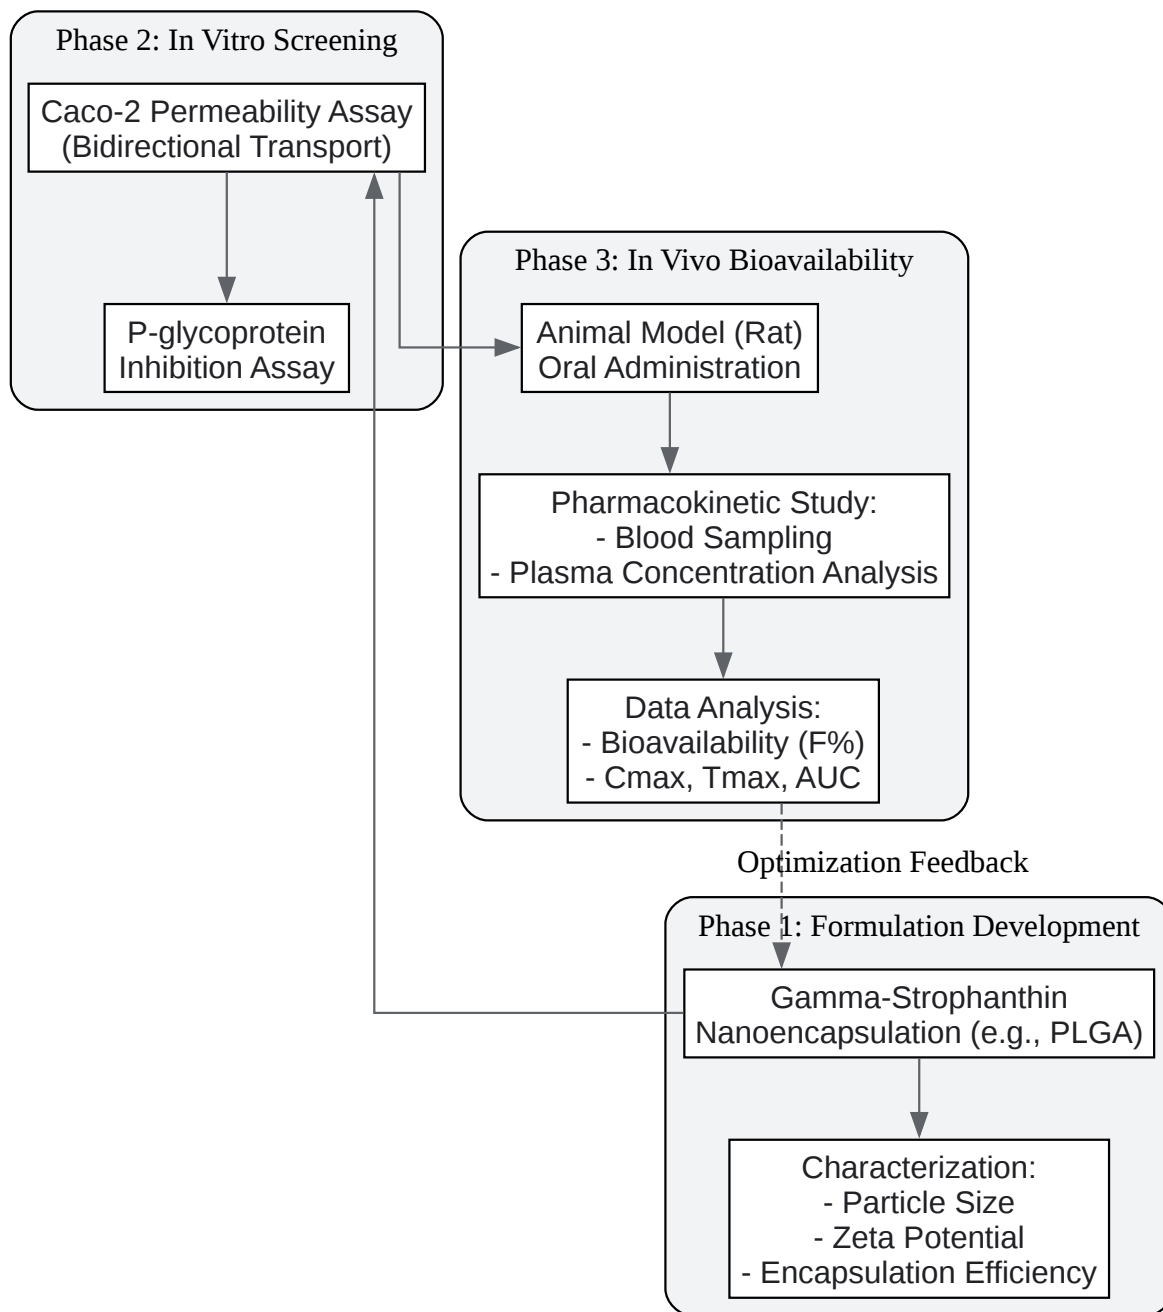 Phase 2: In Vitro Screening
Caco-2 Permeability Assay
(Bidirectional Transport)
P-glycoprotein
Inhibition Assay
Phase 3: In Vivo Bioavailability
Animal Model (Rat)
Oral Administration
Pharmacokinetic Study:
- Blood Sampling
- Plasma Concentration Analysis
Data Analysis:
- Bioavailability (F%)
- Cmax, Tmax, AUC
Optimization Feedback
Phase 1: Formulation Development
Gamma-Strophanthin
Nanoencapsulation (e.g., PLGA)
Characterization:
- Particle Size
- Zeta Potential
- Encapsulation Efficiency